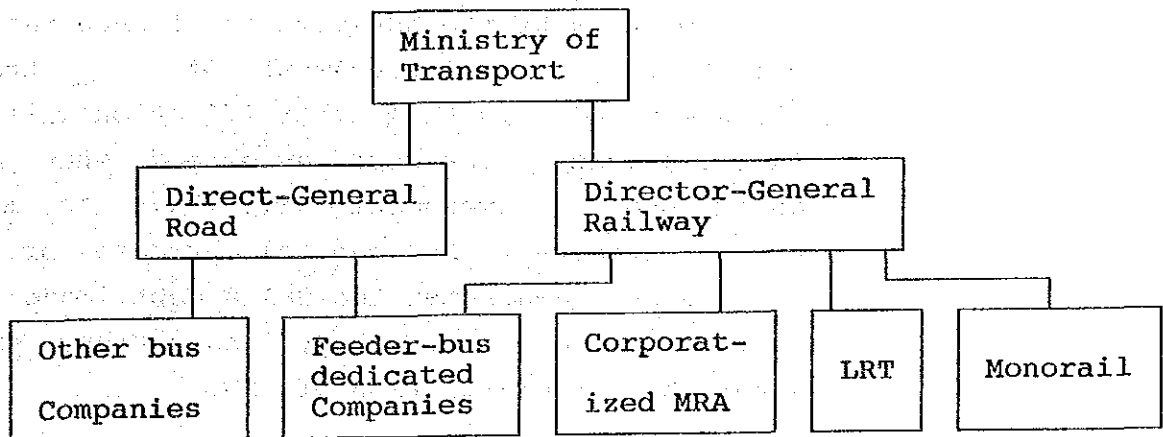 Ministry of
Transport
Direct-General
Road
Director-General
Railway
Other bus
Companies
Feeder-bus
dedicated
Companies
Corporat-
ized MRA
LRT
Monorail